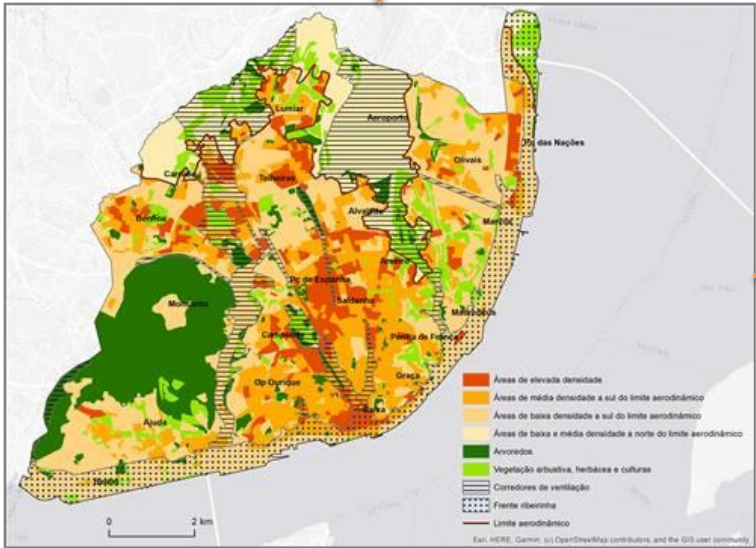 Lumiar
Aeroporto
Pq das Nações
Olivais
Telheiras
Benfica
Alvalade
Marvila
Areeiro
Pc de Espanha
Monsanto
Saldanha
Madredeus
Campolide
Penha de França
Graça
Cp Ourique
Baixa
Ajuda
Belém
Áreas de elevada densidade
Áreas de média densidade a sul do limite aerodinâmico
Áreas de baixa densidade a sul do limite aerodinâmico
Áreas de baixa e média densidade a norte do limite aerodinâmico
Arvoredos
Vegetação arbustiva, herbácea e culturas
Corredores de ventilação
Frente ribeirinha
Limite aerodinâmico
0 2 km
Esri, HERE, Garmin, (c) OpenStreetMap contributors, and the GIS user community